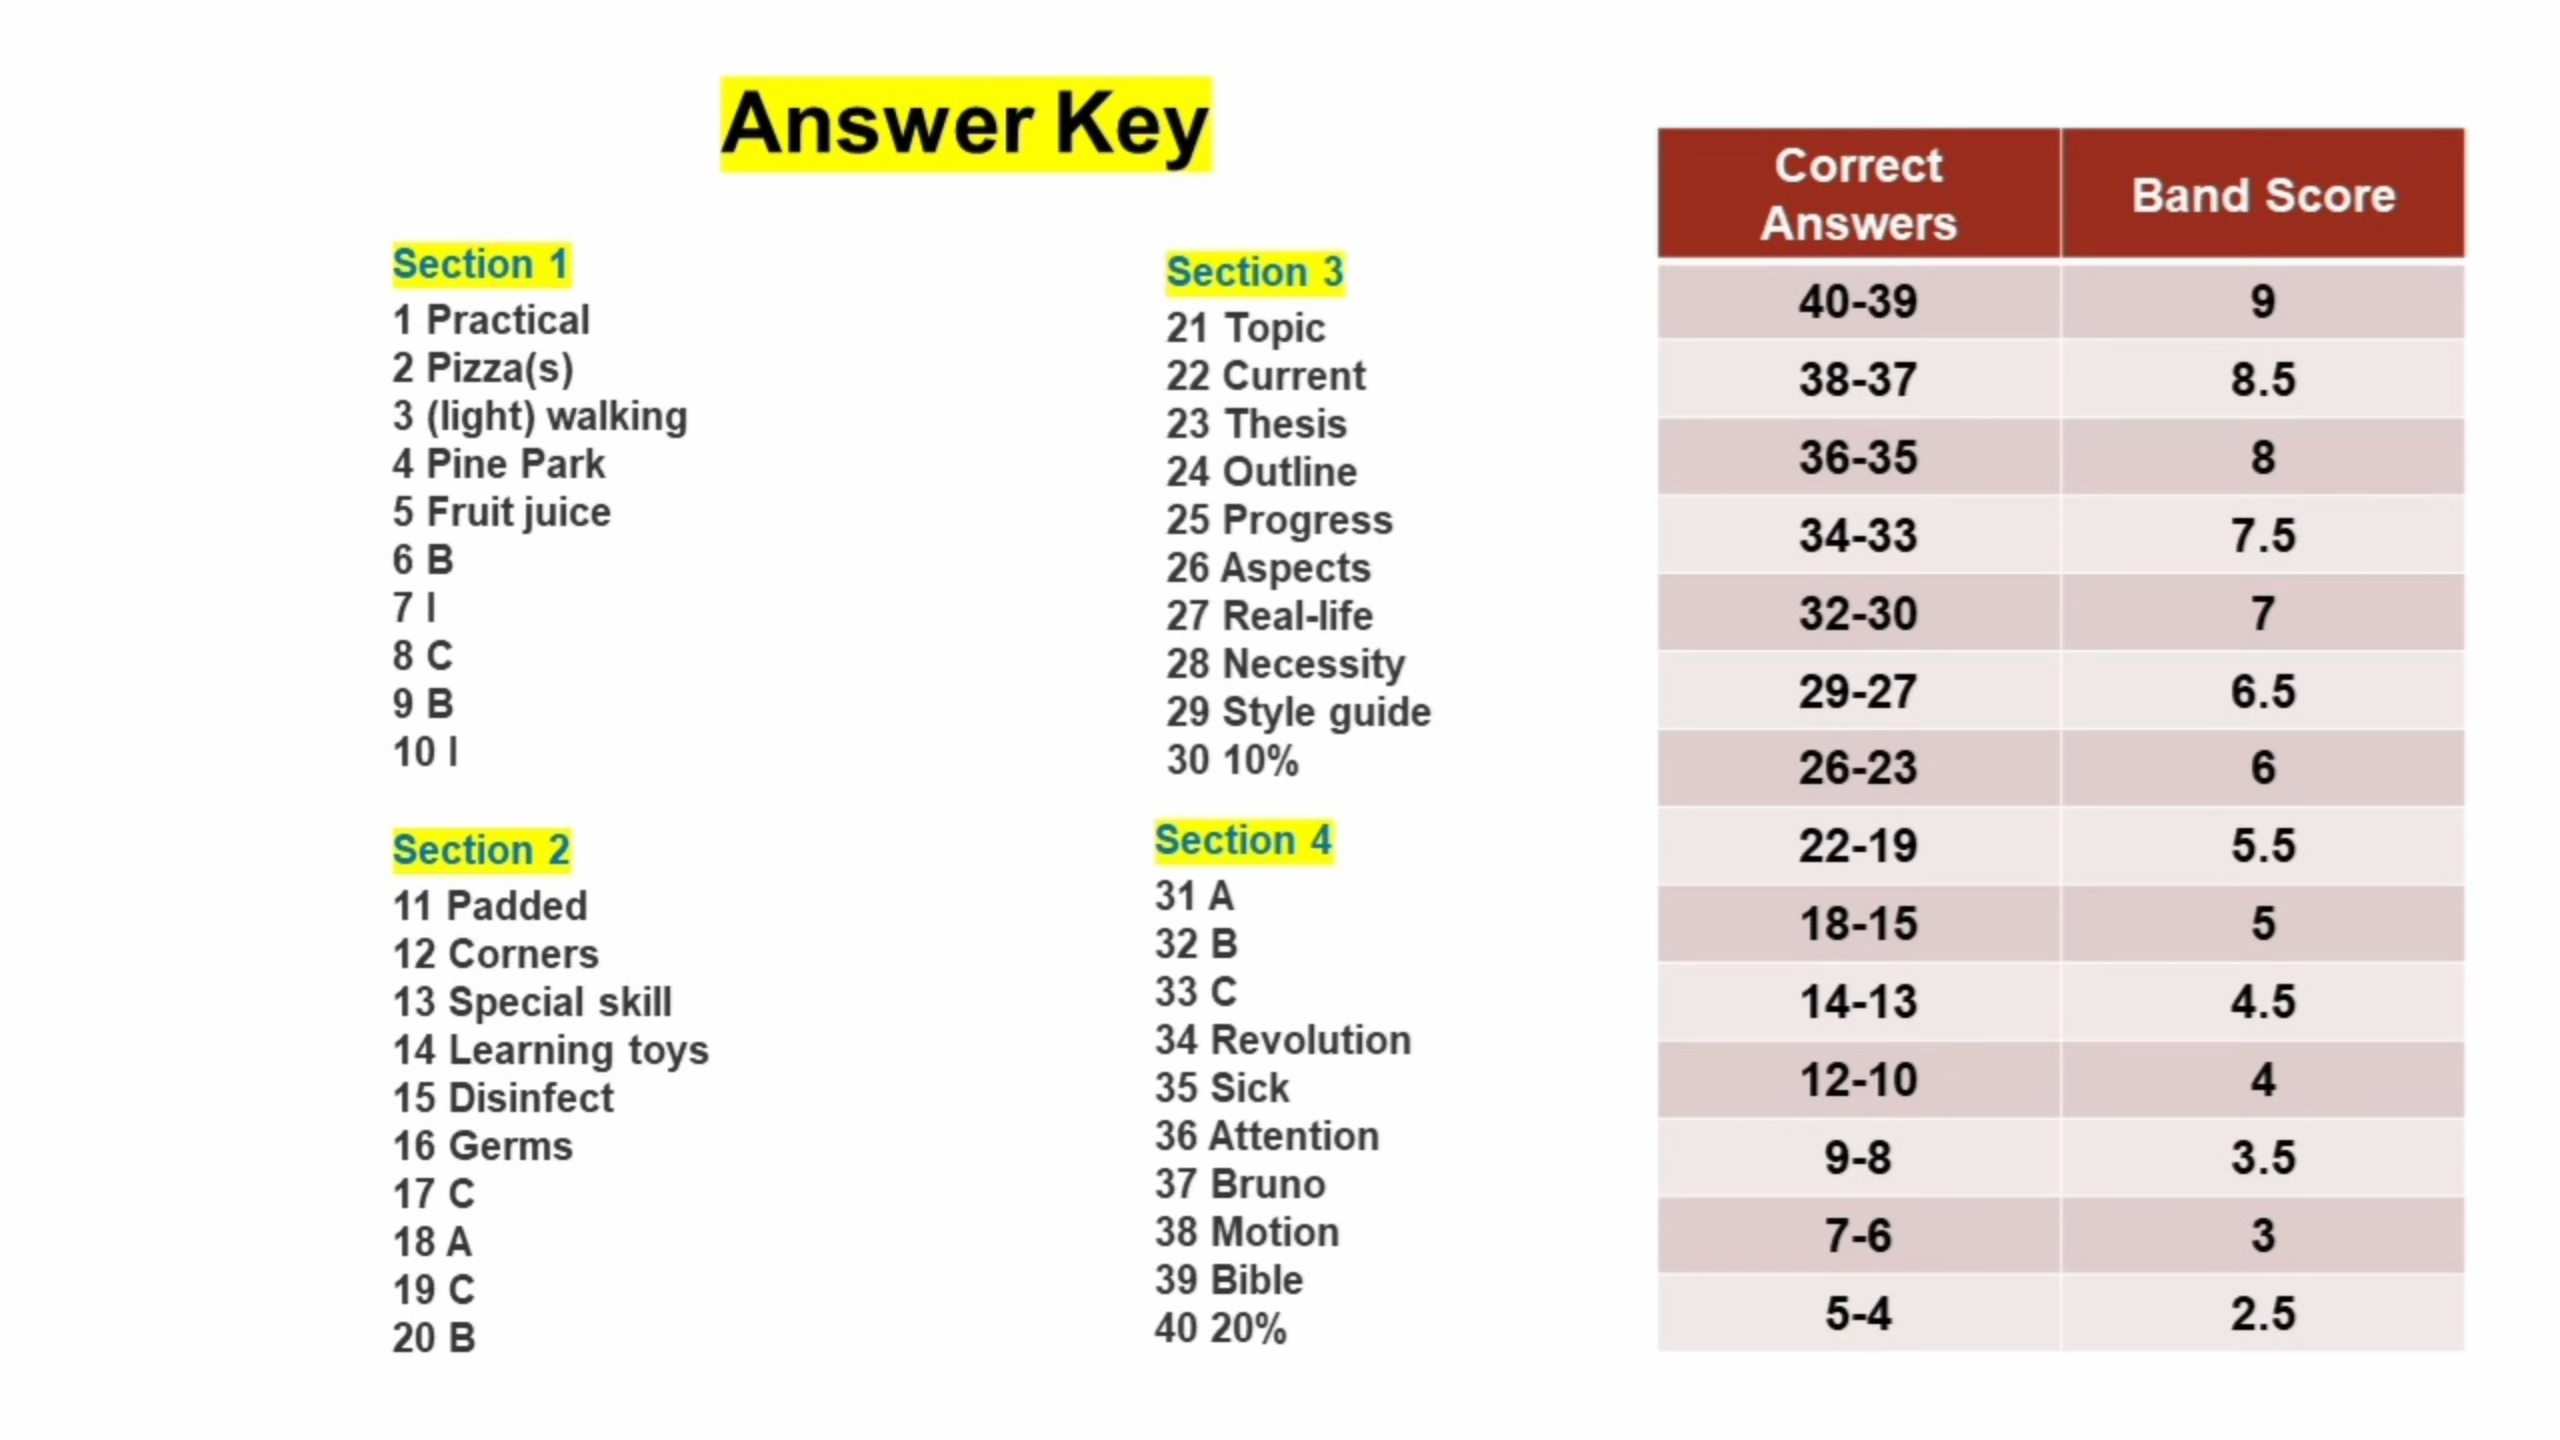 Answer Key
Section 1
1 Practical
2 Pizza(s)
3 (light) walking
4 Pine Park
5 Fruit juice
6 B
7 I
8 C
9 B
10 I
Section 2
11 Padded
12 Corners
13 Special skill
14 Learning toys
15 Disinfect
16 Germs
17 C
18 A
19 C
20 B
Section 3
21 Topic
22 Current
23 Thesis
24 Outline
25 Progress
26 Aspects
27 Real-life
28 Necessity
29 Style guide
30 10%
Section 4
31 A
32 B
33 C
34 Revolution
35 Sick
36 Attention
37 Bruno
38 Motion
39 Bible
40 20%
Correct
Answers
Band Score
40-39 9
38-37 8.5
36-35 8
34-33 7.5
32-30 7
29-27 6.5
26-23 6
22-19 5.5
18-15 5
14-13 4.5
12-10 4
9-8 3.5
7-6 3
5-4 2.5